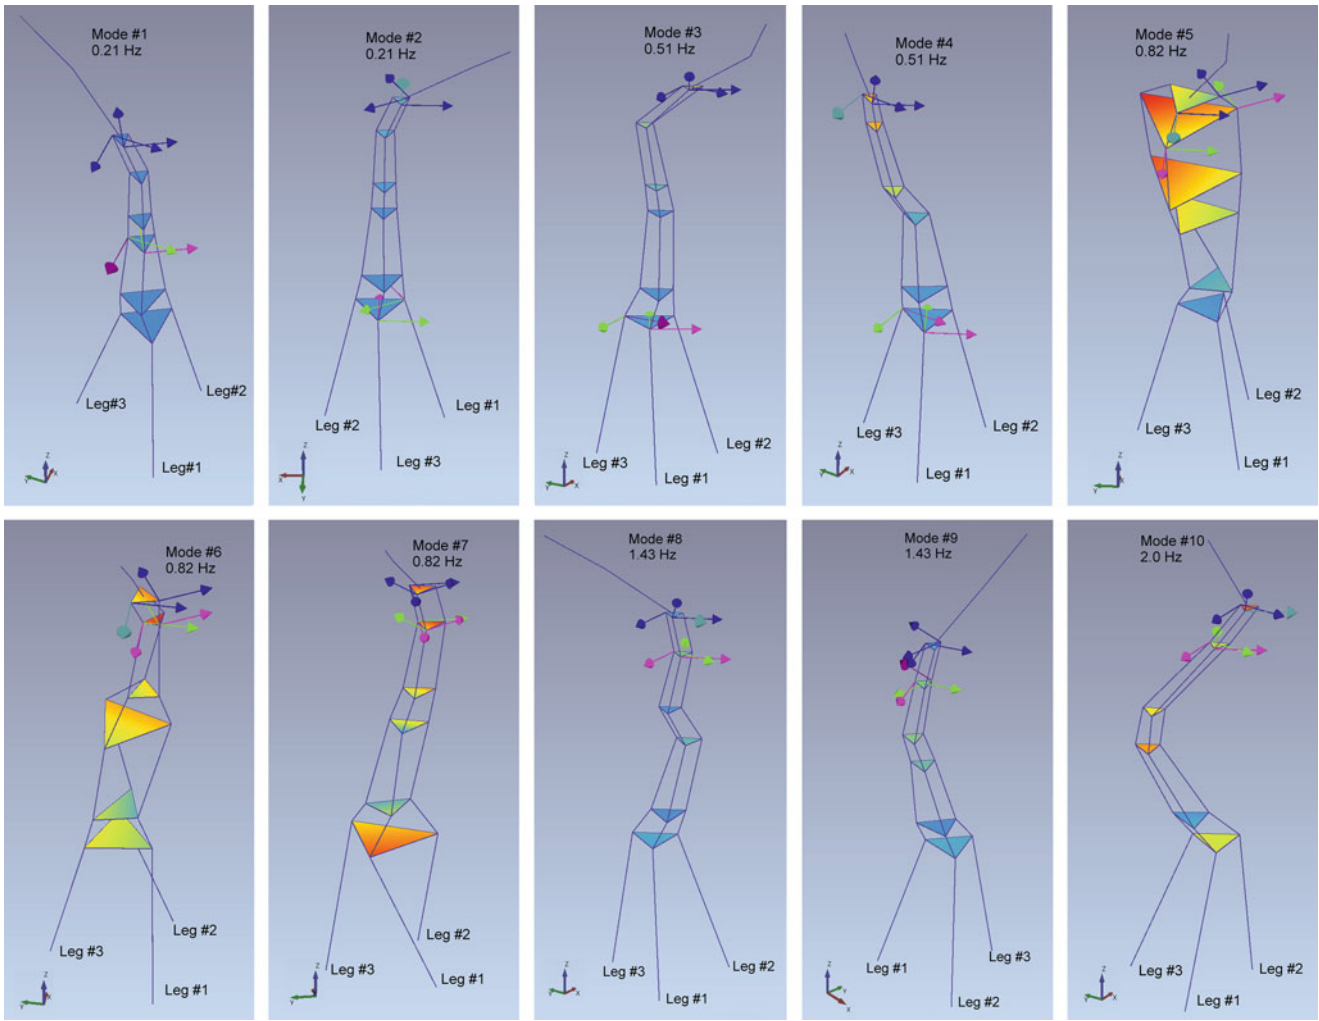 Mode #1
0.21 Hz
Leg#3
Leg#2
Leg#1
Z
Y
X
Mode #2
0.21 Hz
Leg #2
Leg #1
Leg #3
Z
X
Y
Mode #3
0.51 Hz
Leg #3
Leg #2
Leg #1
Z
Y
X
Mode #4
0.51 Hz
Leg #3
Leg #2
Leg #1
Z
Y
X
Mode #5
0.82 Hz
Leg #2
Leg #3
Leg #1
Z
Y
X
Mode #6
0.82 Hz
Leg #2
Leg #3
Leg #1
Z
Y
X
Mode #7
0.82 Hz
Leg #2
Leg #3
Leg #1
Z
Y
Mode #8
1.43 Hz
Leg #3
Leg #2
Leg #1
Z
Y
X
Mode #9
1.43 Hz
Leg #1
Leg #3
Leg #2
Z
Y
X
Mode #10
2.0 Hz
Leg #3
Leg #2
Leg #1
Z
Y
X